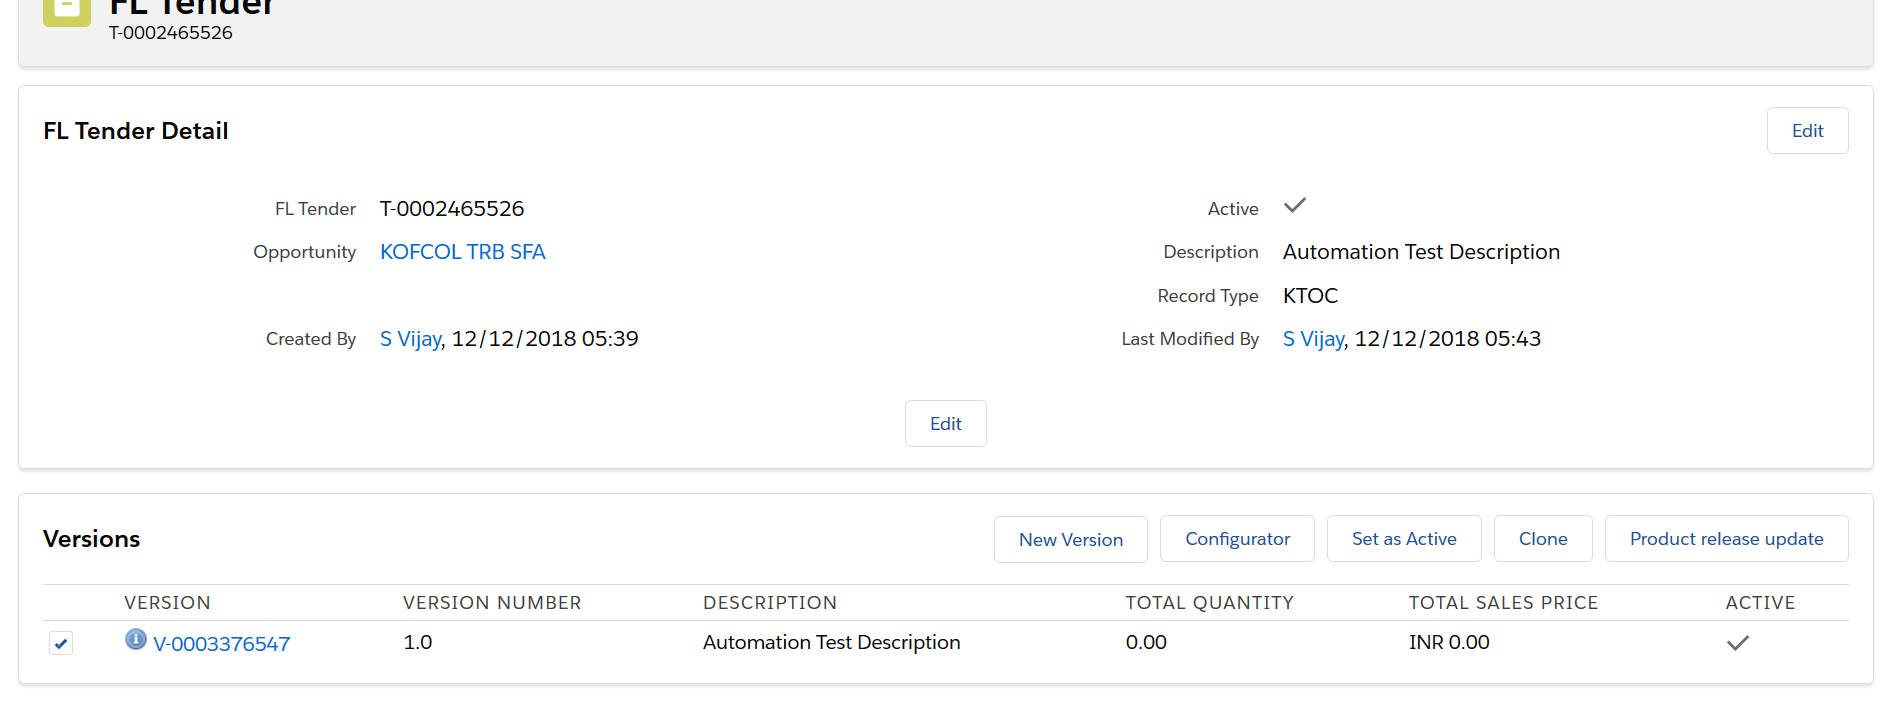 FL Tender
T-0002465526
FL Tender Detail
Edit
FL Tender T-0002465526 Active
Opportunity KOFCOL TRB SFA Description Automation Test Description
Record Type KTOC
Created By S Vijay, 12/12/2018 05:39 Last Modified By S Vijay, 12/12/2018 05:43
Edit
Versions New Version Configurator Set as Active Clone Product release update
VERSION VERSION NUMBER DESCRIPTION TOTAL QUANTITY TOTAL SALES PRICE ACTIVE
V-0003376547 1.0 Automation Test Description 0.00 INR 0.00